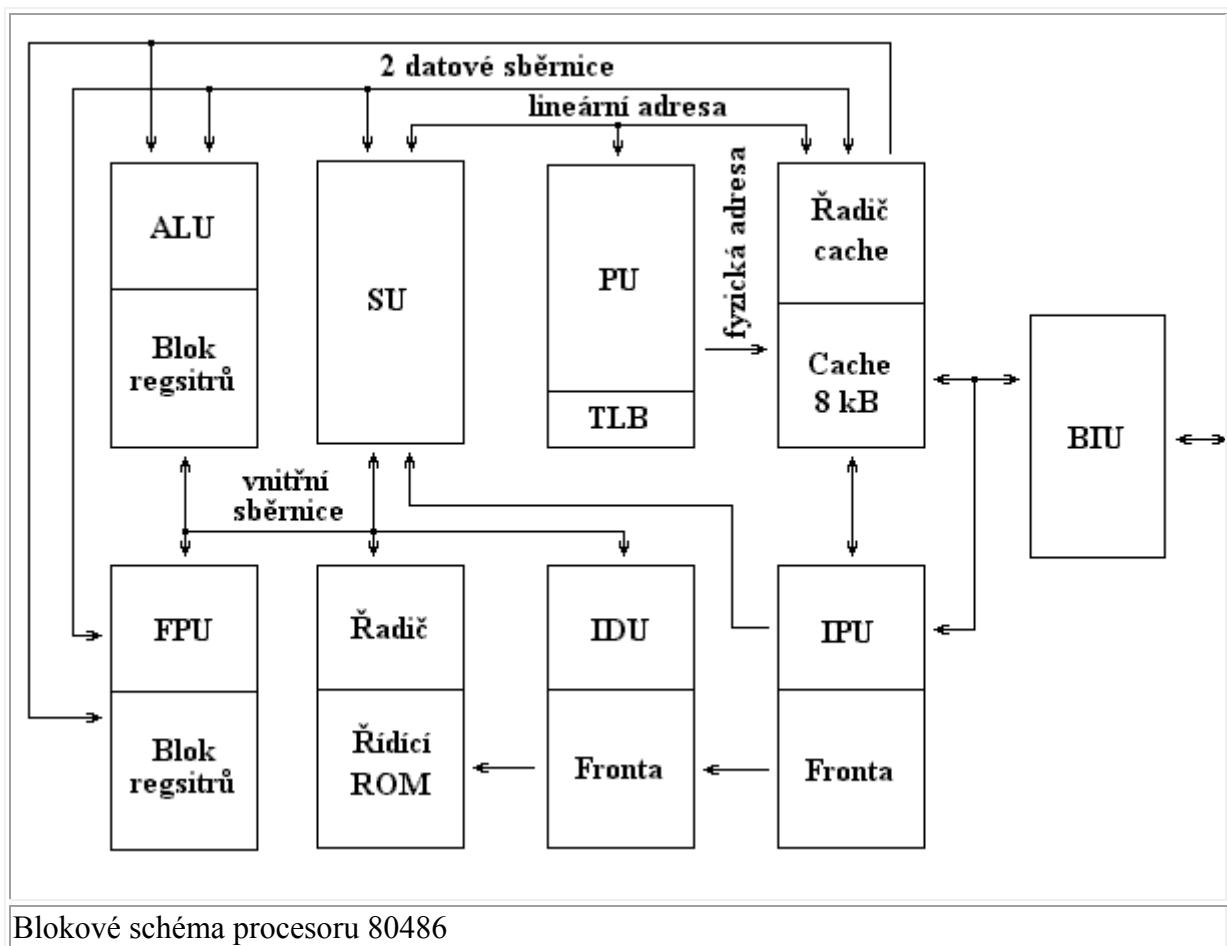 2 datové sběrnice
lineární adresa
ALU
Blok
regsitrů
SU
PU
TLB
fyzická adresa
Řadič
cache
Cache
8 kB
BIU
vnitřní
sběrnice
FPU
Blok
regsitrů
Řadič
Řídící
ROM
IDU
Fronta
IPU
Fronta
Blokové schéma procesoru 80486